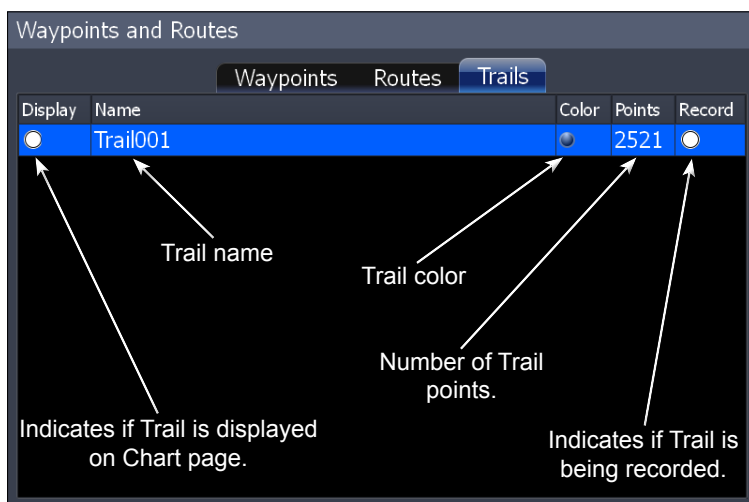 Waypoints and Routes
Waypoints Routes Trails
Display Name Color Points Record
Trail001 2521
Trail name
Trail color
Number of Trail
points.
Indicates if Trail is displayed
on Chart page.
Indicates if Trail is
being recorded.